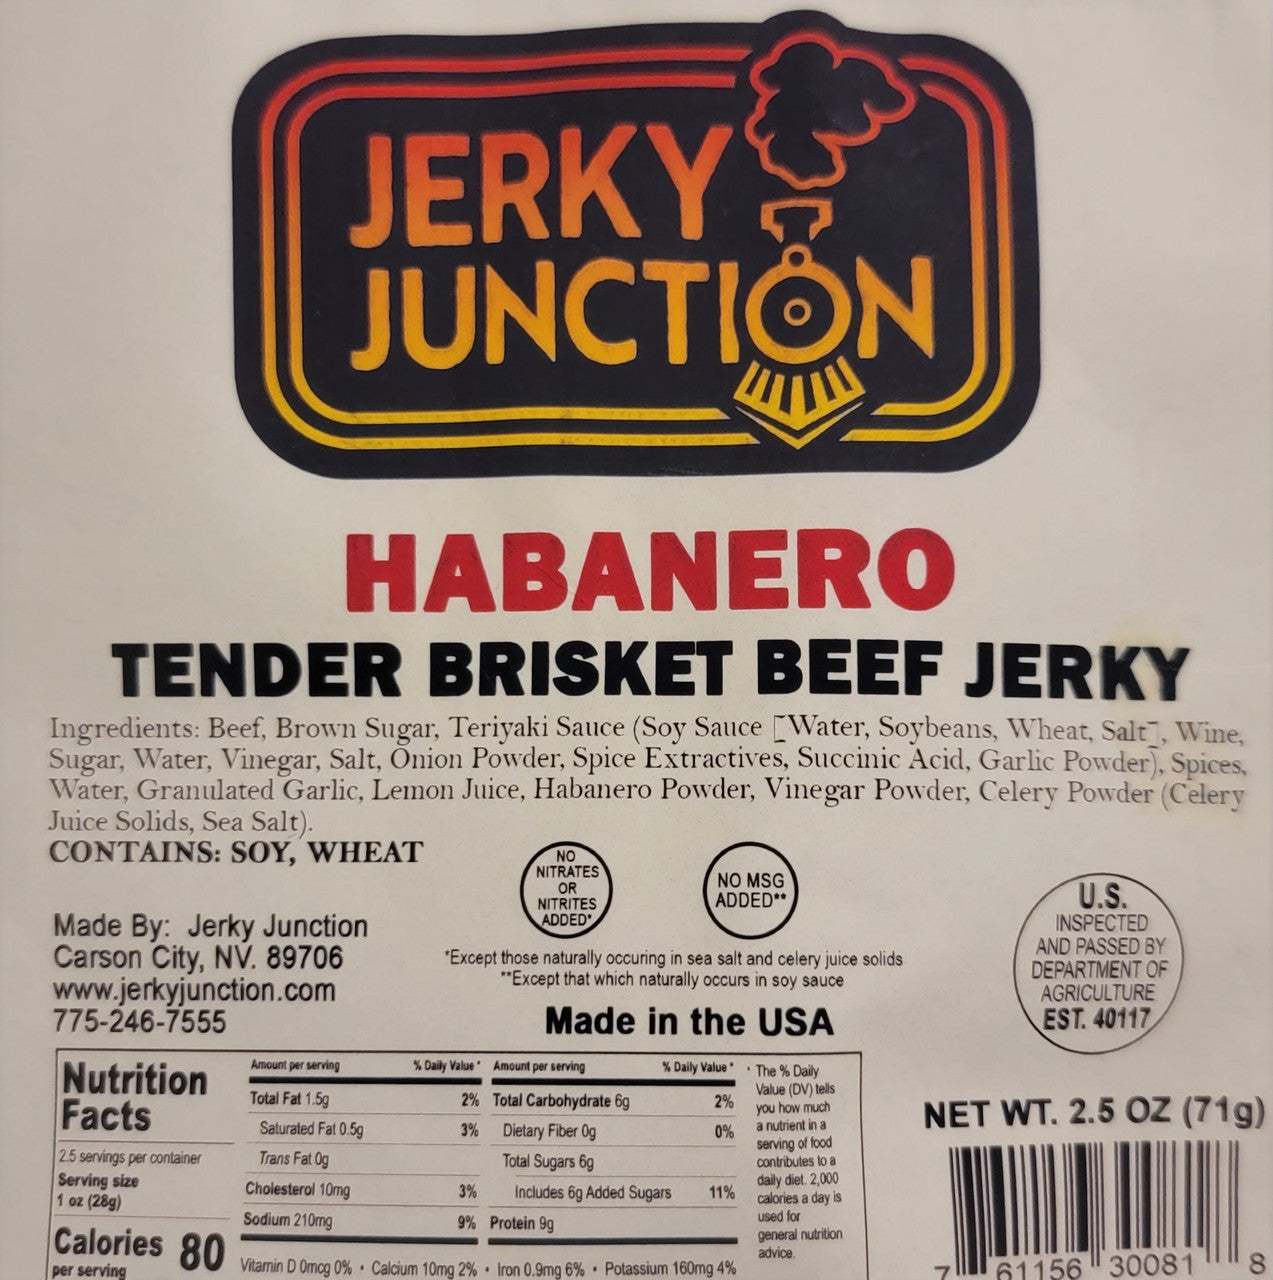 JERKY
JUNCTION
HABANERO
TENDER BRISKET BEEF JERKY
Ingredients: Beef, Brown Sugar, Teriyaki Sauce (Soy Sauce [Water, Soybeans, Wheat, Salt], Wine,
Sugar, Water, Vinegar, Salt, Onion Powder, Spice Extractives, Succinic Acid, Garlic Powder), Spices,
Water, Granulated Garlic, Lemon Juice, Habanero Powder, Vinegar Powder, Celery Powder (Celery
Juice Solids, Sea Salt).
CONTAINS: SOY, WHEAT
NO
NITRATES
OR
NITRITES
ADDED*
NO MSG
ADDED**
*Except those naturally occuring in sea salt and celery juice solids
**Except that which naturally occurs in soy sauce
Made in the USA
Made By: Jerky Junction
Carson City, NV. 89706
www.jerkyjunction.com
775-246-7555
U.S.
INSPECTED
AND PASSED BY
DEPARTMENT OF
AGRICULTURE
EST. 40117
Nutrition
Facts
2.5 servings per container
Serving size
1 oz (28g)
Calories 80
per serving
Amount per serving % Daily Value*
Total Fat 1.5g 2%
Saturated Fat 0.5g 3%
Trans Fat 0g
Cholesterol 10mg 3%
Sodium 210mg 9%
Amount per serving % Daily Value*
Total Carbohydrate 6g 2%
Dietary Fiber 0g 0%
Total Sugars 6g
Includes 6g Added Sugars 11%
Protein 9g
Vitamin D 0mcg 0% • Calcium 10mg 2% • Iron 0.9mg 6% • Potassium 160mg 4%
* The % Daily
Value (DV) tells
you how much
a nutrient in a
serving of food
contributes to a
daily diet. 2,000
calories a day is
used for
general nutrition
advice.
NET WT. 2.5 OZ (71g)
7 61156 30081 8